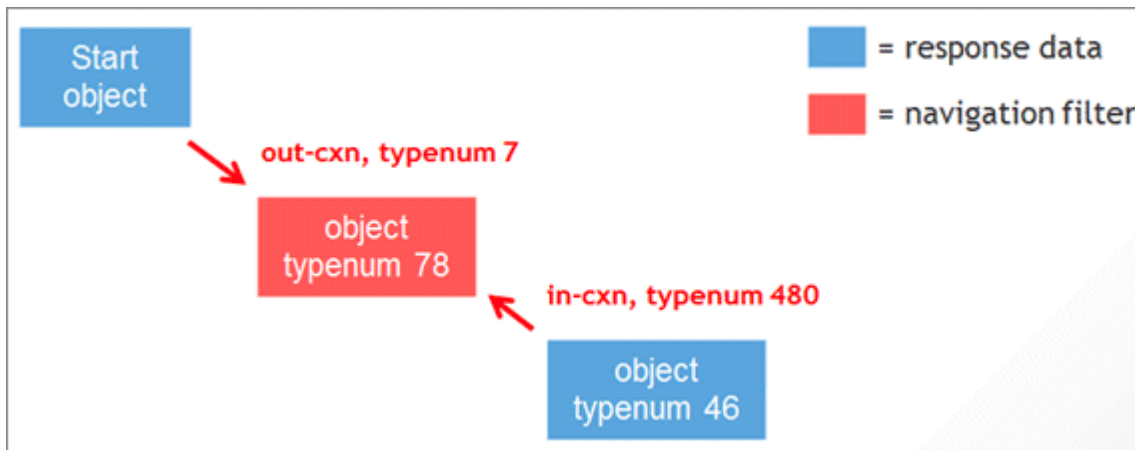 Start
object
= response data
= navigation filter
out-cxn, typenum 7
object
typenum 78
in-cxn, typenum 480
object
typenum 46